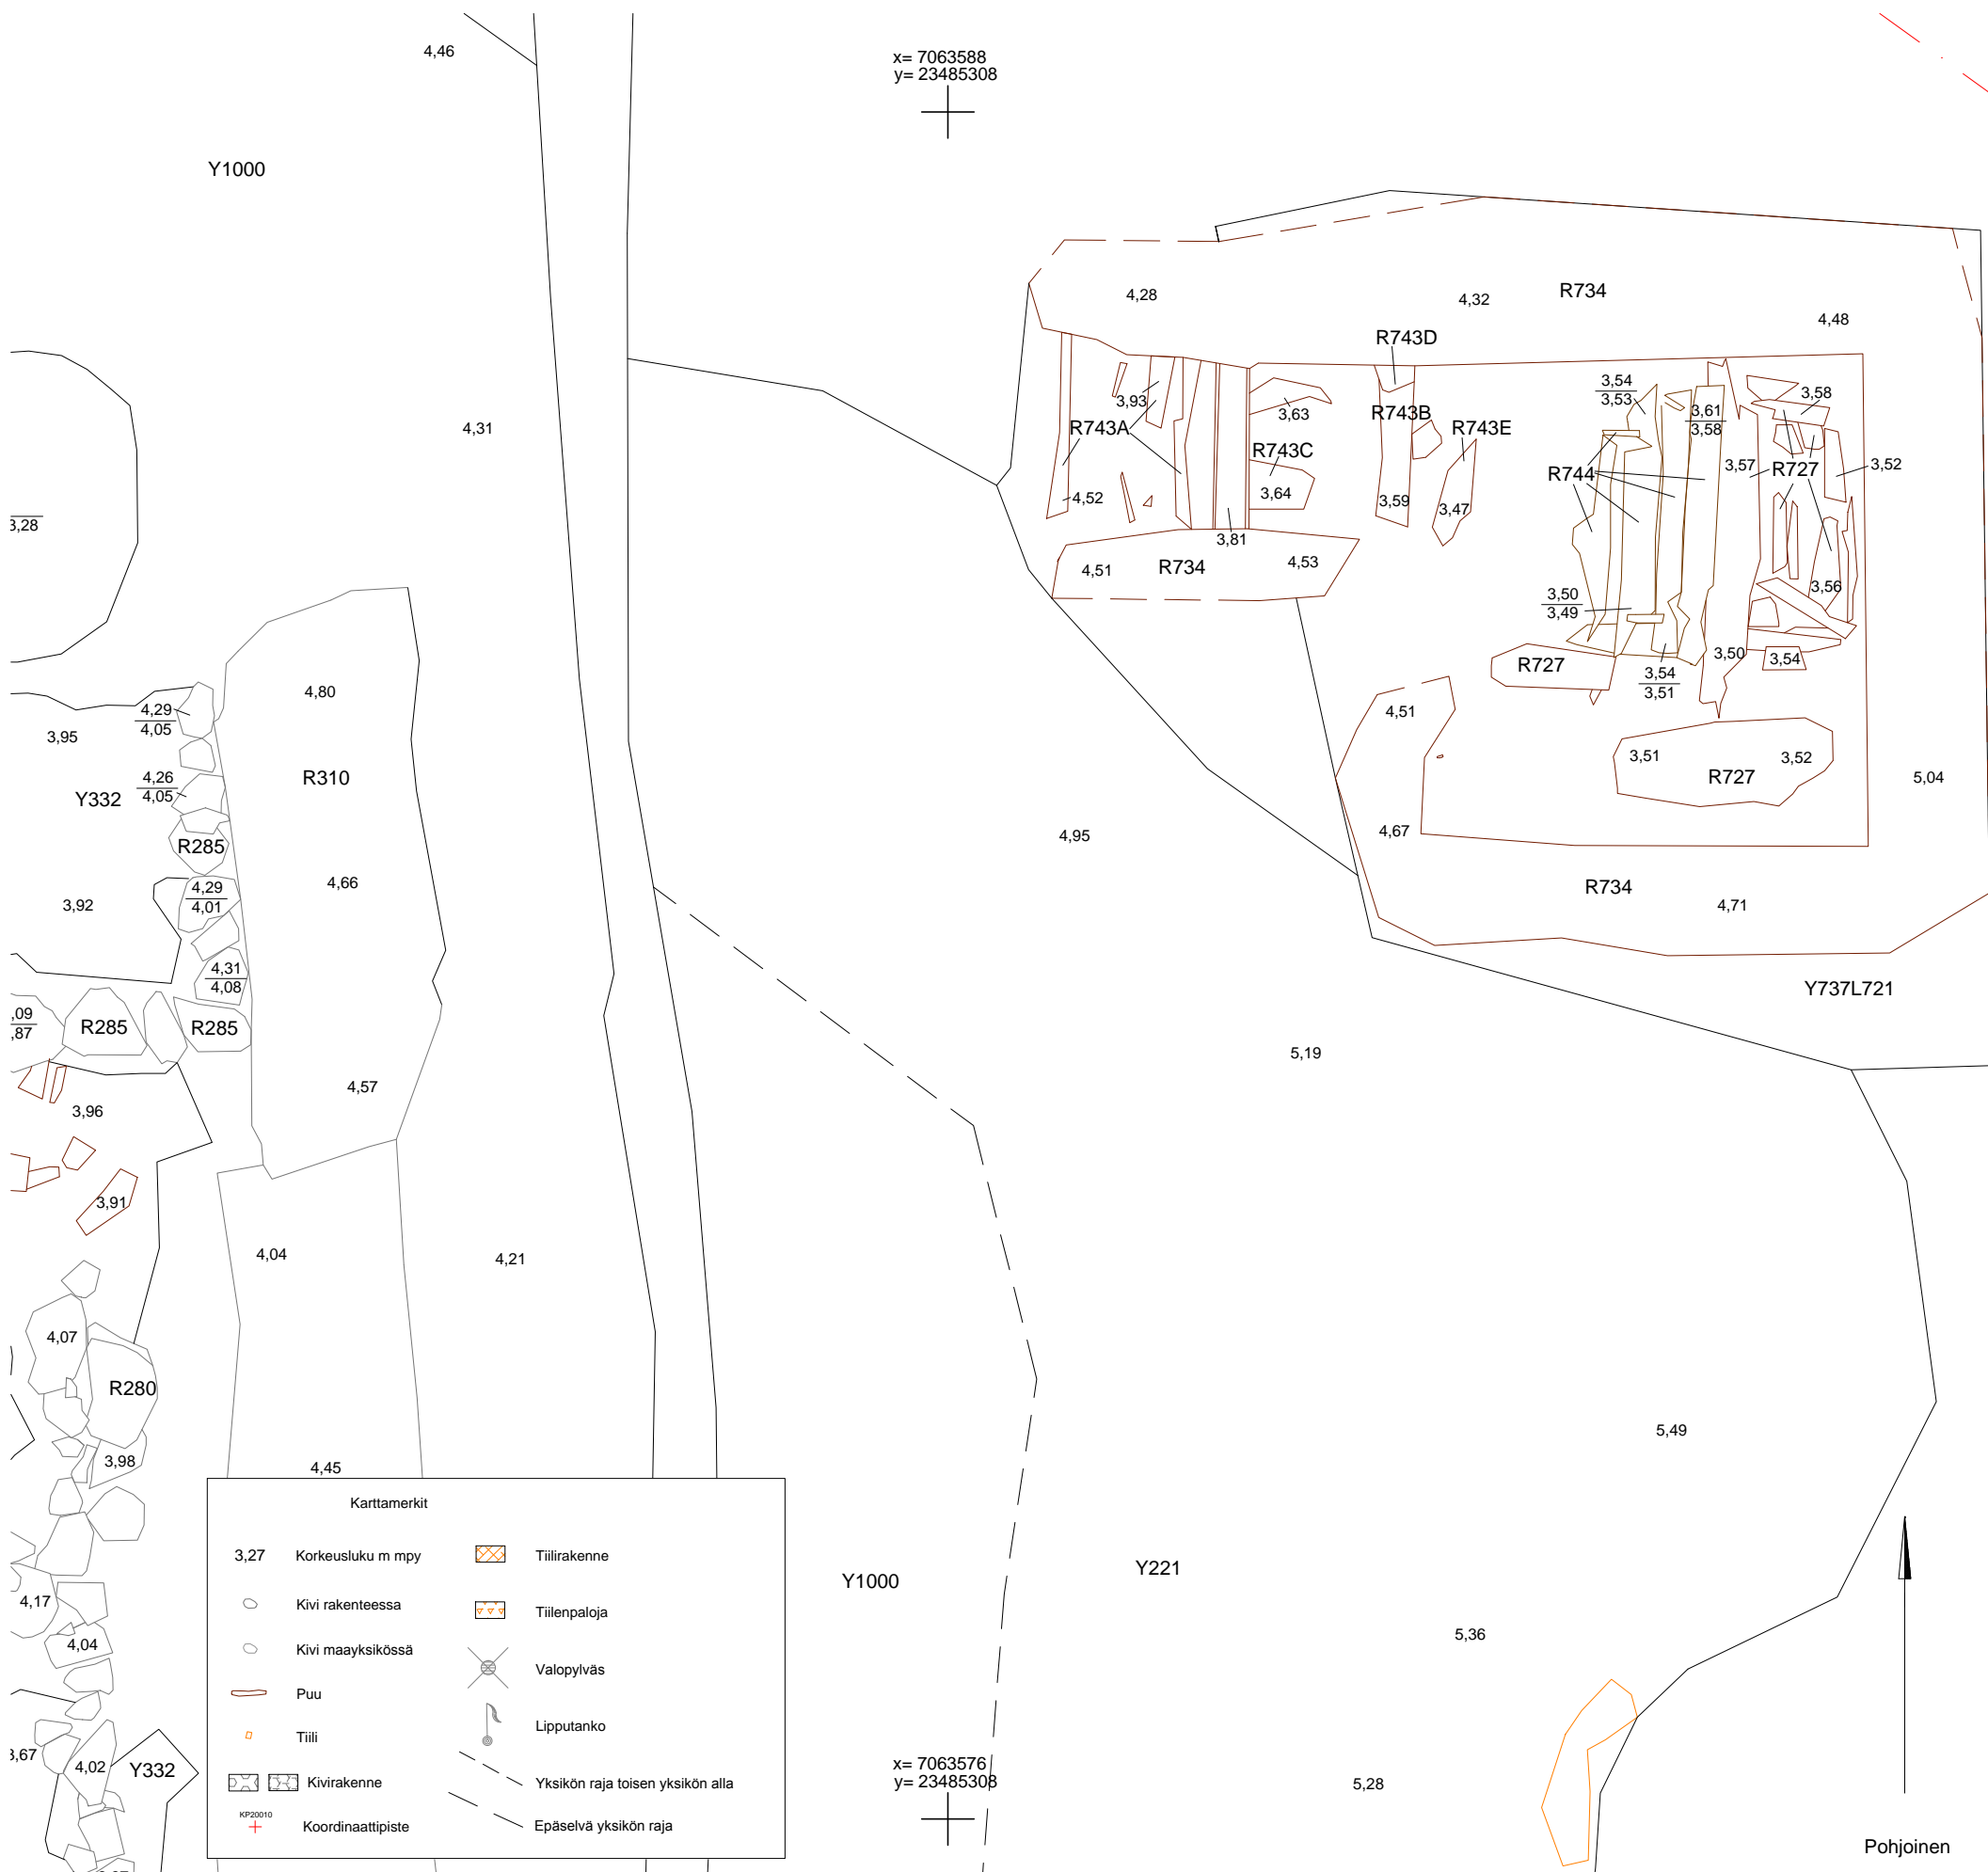 4,46
x= 7063588
y= 23485308
Y1000
4,28
4,32
R734
4,48
R743D
3,93
3,63
R743B
R743A
R743E
R743C
4,52
3,64
3,59
3,47
3,81
4,51
R734
4,53
3,54
3,53
3,61
3,58
3,58
R744
3,57
R727
3,52
3,50
3,49
3,56
R727
3,54
3,51
3,50
3,54
4,31
3,28
4,80
4,29
4,05
3,95
R310
4,26
4,05
Y332
R285
4,51
3,51
3,52
R727
5,04
4,95
4,67
4,66
4,29
4,01
3,92
R734
4,71
4,31
4,08
Y737L721
,09
,87
R285
R285
5,19
4,57
3,96
3,91
4,04
4,21
4,07
R280
3,98
5,49
4,45
Karttamerkit
3,27 Korkeusluku m mpy
Kivi rakenteessa
Kivi maayksikössä
Puu
Tiili
Kivirakenne
KP20010
Koordinaattipiste
Tiilirakenne
Tiilenpaloja
Valopylväs
Lipputanko
Yksikön raja toisen yksikön alla
Epäselvä yksikön raja
Y1000
Y221
4,17
4,04
5,36
3,67
4,02
Y332
x= 7063576
y= 23485308
5,28
Pohjoinen